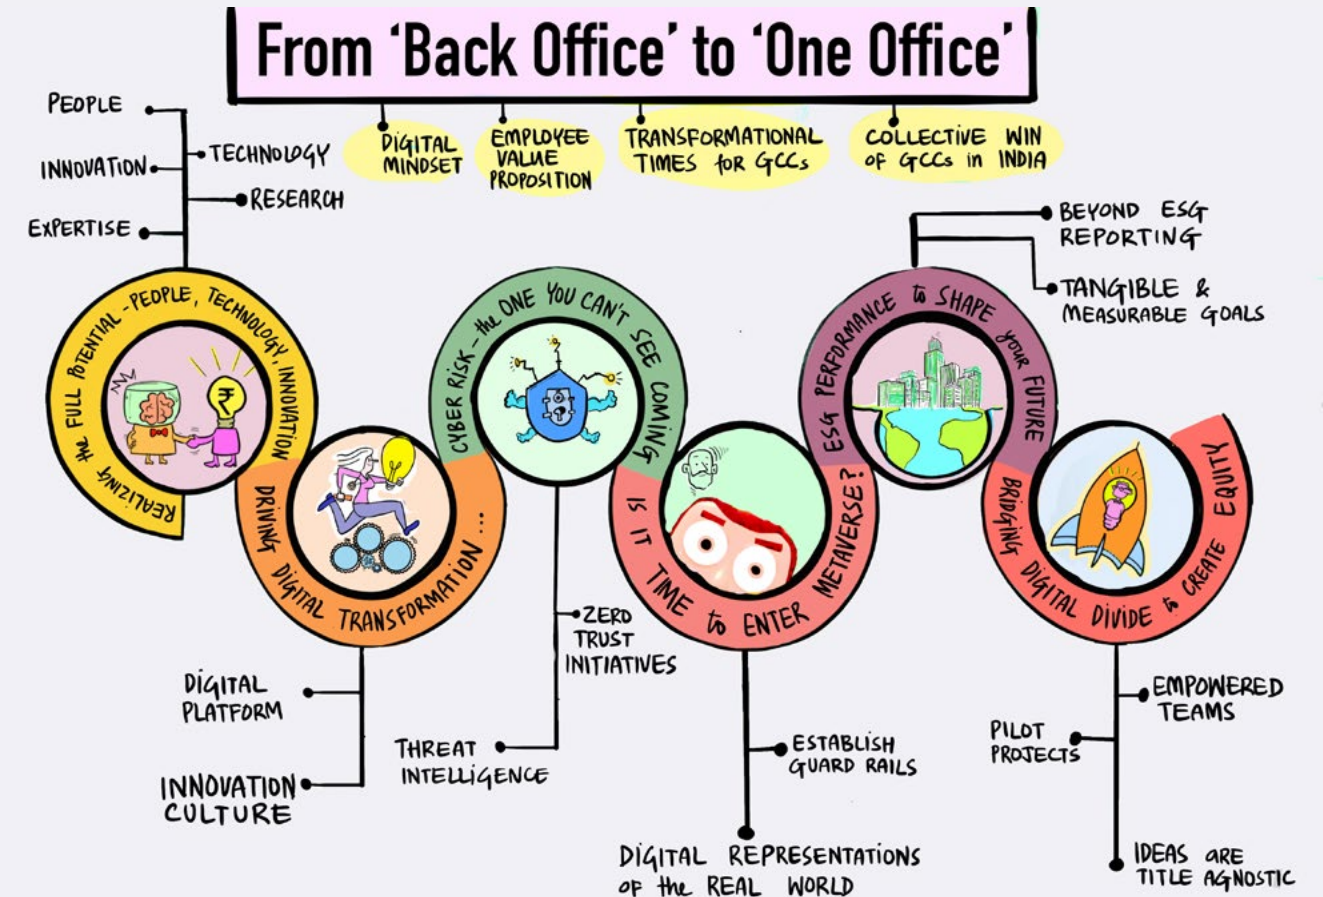 From ‘Back Office’ to ‘One Office’
DIGITAL
MINDSET
EMPLOYEE
VALUE
PROPOSITION
TRANSFORMATIONAL
TIMES for GCCs
COLLECTIVE WIN
OF GCCs in INDIA
PEOPLE
TECHNOLOGY
INNOVATION
RESEARCH
EXPERTISE
REALIZING the FULL POTENTIAL - PEOPLE, TECHNOLOGY, INNOVATION
₹
DRIVING DIGITAL TRANSFORMATION...
DIGITAL
PLATFORM
INNOVATION
CULTURE
CYBER RISK - the ONE YOU CAN'T SEE COMING
ZERO
TRUST
INITIATIVES
THREAT
INTELLIGENCE
IS IT TIME to ENTER METAVERSE?
ESTABLISH
GUARD RAILS
DIGITAL REPRESENTATIONS
OF the REAL WORLD
ESG PERFORMANCE to SHAPE your FUTURE
BEYOND ESG
REPORTING
TANGIBLE &
MEASURABLE GOALS
BRIDGING DIGITAL DIVIDE to CREATE EQUITY
EMPOWERED
TEAMS
PILOT
PROJECTS
IDEAS ARE
TITLE AGNOSTIC